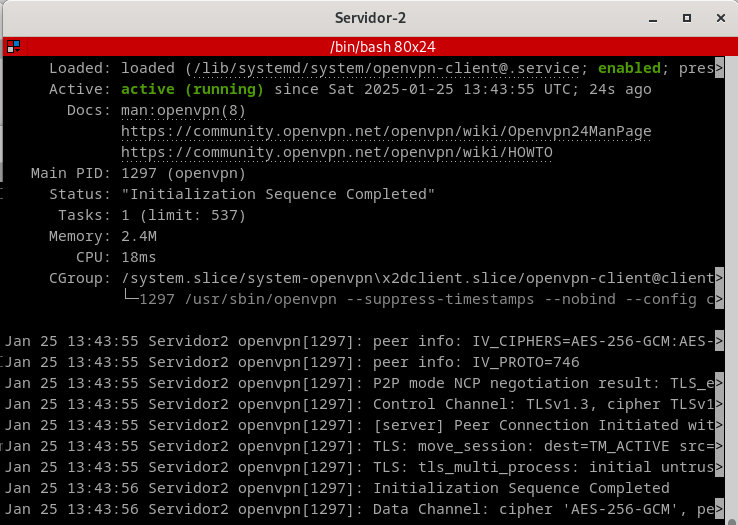 Servidor-2
/bin/bash 80x24
Loaded: loaded (/lib/systemd/system/openvpn-client@.service; enabled; pres>
Active: active (running) since Sat 2025-01-25 13:43:55 UTC; 24s ago
Docs: man:openvpn(8)
https://community.openvpn.net/openvpn/wiki/Openvpn24ManPage
https://community.openvpn.net/openvpn/wiki/HOWTO
Main PID: 1297 (openvpn)
Status: "Initialization Sequence Completed"
Tasks: 1 (limit: 537)
Memory: 2.4M
CPU: 18ms
CGroup: /system.slice/system-openvpn\x2dclient.slice/openvpn-client@client>
└─1297 /usr/sbin/openvpn --suppress-timestamps --nobind --config c>
Jan 25 13:43:55 Servidor2 openvpn[1297]: peer info: IV_CIPHERS=AES-256-GCM:AES->
Jan 25 13:43:55 Servidor2 openvpn[1297]: peer info: IV_PROTO=746
Jan 25 13:43:55 Servidor2 openvpn[1297]: P2P mode NCP negotiation result: TLS_e>
Jan 25 13:43:55 Servidor2 openvpn[1297]: Control Channel: TLSv1.3, cipher TLSv1>
Jan 25 13:43:55 Servidor2 openvpn[1297]: [server] Peer Connection Initiated wit>
Jan 25 13:43:55 Servidor2 openvpn[1297]: TLS: move_session: dest=TM_ACTIVE src=>
Jan 25 13:43:55 Servidor2 openvpn[1297]: TLS: tls_multi_process: initial untrus>
Jan 25 13:43:56 Servidor2 openvpn[1297]: Initialization Sequence Completed
Jan 25 13:43:56 Servidor2 openvpn[1297]: Data Channel: cipher 'AES-256-GCM', pe>